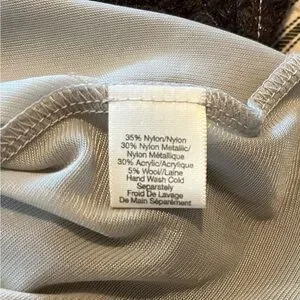 35% Nylon/Nylon
30% Nylon Metallic/
Nylon Métallique
30% Acrylic/Acrylique
5% Wool/Laine
Hand Wash Cold
Separately
Froid De Lavage
De Main Séparément